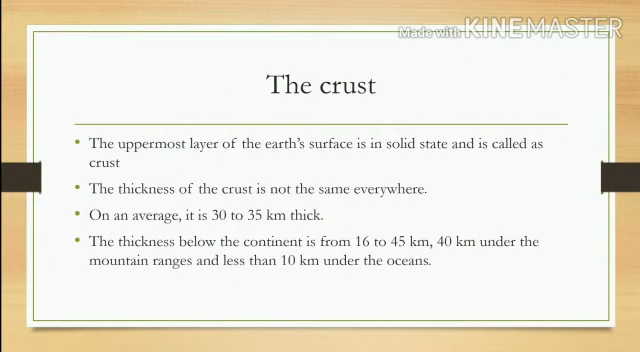 Made with KINEMASTER
The crust
• The uppermost layer of the earth's surface is in solid state and is called as
crust
• The thickness of the crust is not the same everywhere.
• On an average, it is 30 to 35 km thick.
• The thickness below the continent is from 16 to 45 km, 40 km under the
mountain ranges and less than 10 km under the oceans.